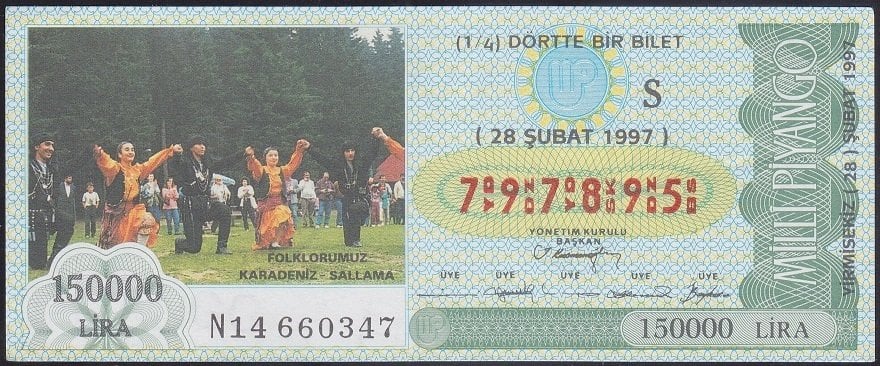 (1/4) DÖRTTE BİR BİLET
MP
S
( 28 ŞUBAT 1997 )
7 9 7 8 9 5
YÖNETİM KURULU
BAŞKAN
ÜYE ÜYE ÜYE ÜYE ÜYE
FOLKLORUMUZ
KARADENİZ - SALLAMA
150000
LİRA
N14 660347
MP
150000 LİRA
MİLLİ PİYANGO
YİRMİSEKİZ ( 28 ) ŞUBAT 1997